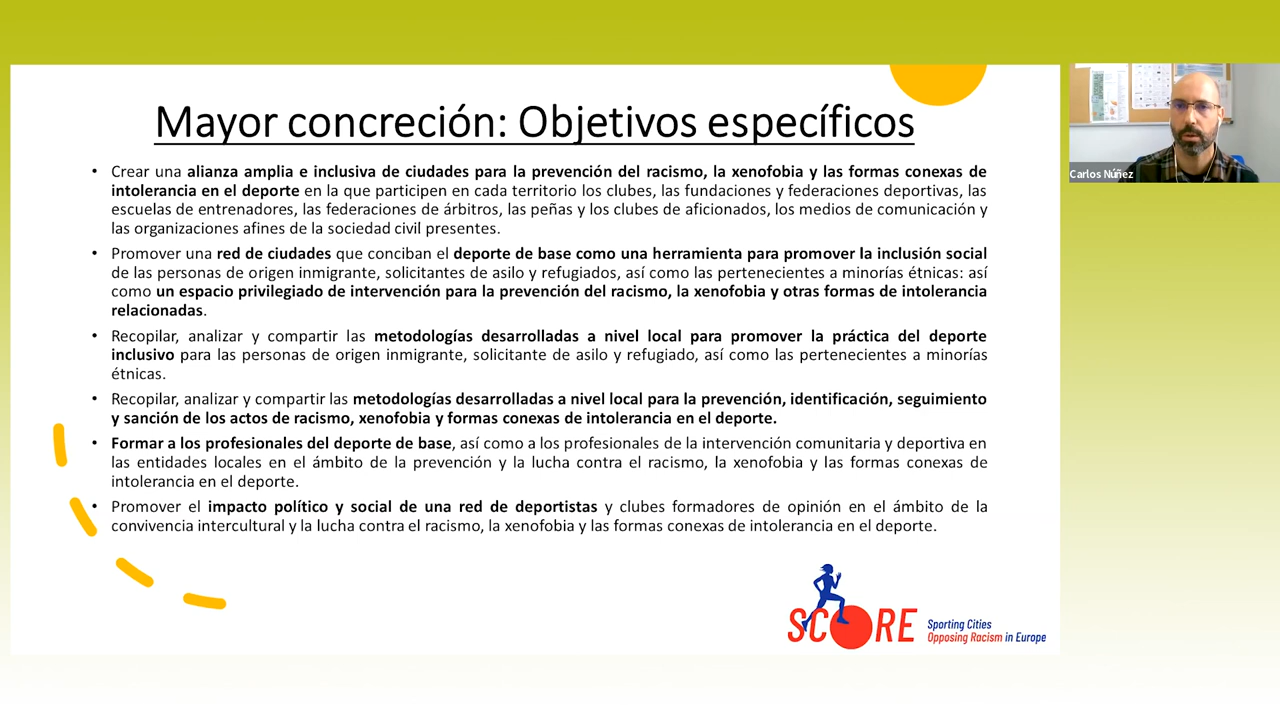 Mayor concreción: Objetivos específicos
• Crear una alianza amplia e inclusiva de ciudades para la prevención del racismo, la xenofobia y las formas conexas de
intolerancia en el deporte en la que participen en cada territorio los clubes, las fundaciones y federaciones deportivas, las
escuelas de entrenadores, las federaciones de árbitros, las peñas y los clubes de aficionados, los medios de comunicación y
las organizaciones afines de la sociedad civil presentes.
• Promover una red de ciudades que conciban el deporte de base como una herramienta para promover la inclusión social
de las personas de origen inmigrante, solicitantes de asilo y refugiados, así como las pertenecientes a minorías étnicas: así
como un espacio privilegiado de intervención para la prevención del racismo, la xenofobia y otras formas de intolerancia
relacionadas.
• Recopilar, analizar y compartir las metodologías desarrolladas a nivel local para promover la práctica del deporte
inclusivo para las personas de origen inmigrante, solicitante de asilo y refugiado, así como las pertenecientes a minorías
étnicas.
• Recopilar, analizar y compartir las metodologías desarrolladas a nivel local para la prevención, identificación, seguimiento
y sanción de los actos de racismo, xenofobia y formas conexas de intolerancia en el deporte.
• Formar a los profesionales del deporte de base, así como a los profesionales de la intervención comunitaria y deportiva en
las entidades locales en el ámbito de la prevención y la lucha contra el racismo, la xenofobia y las formas conexas de
intolerancia en el deporte.
• Promover el impacto político y social de una red de deportistas y clubes formadores de opinión en el ámbito de la
convivencia intercultural y la lucha contra el racismo, la xenofobia y las formas conexas de intolerancia en el deporte.
SCORE
Sporting Cities
Opposing Racism in Europe
Carlos Núñez